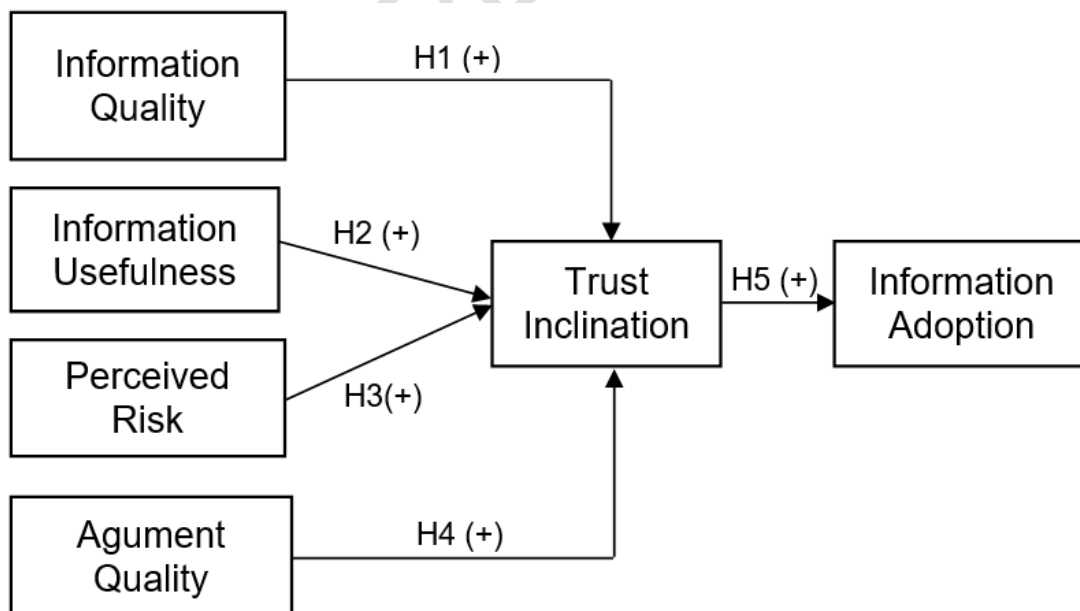 Information
Quality
H1 (+)
Information
Usefulness
H2 (+)
Perceived
Risk
H3(+)
Agument
Quality
H4 (+)
Trust
Inclination
H5 (+)
Information
Adoption